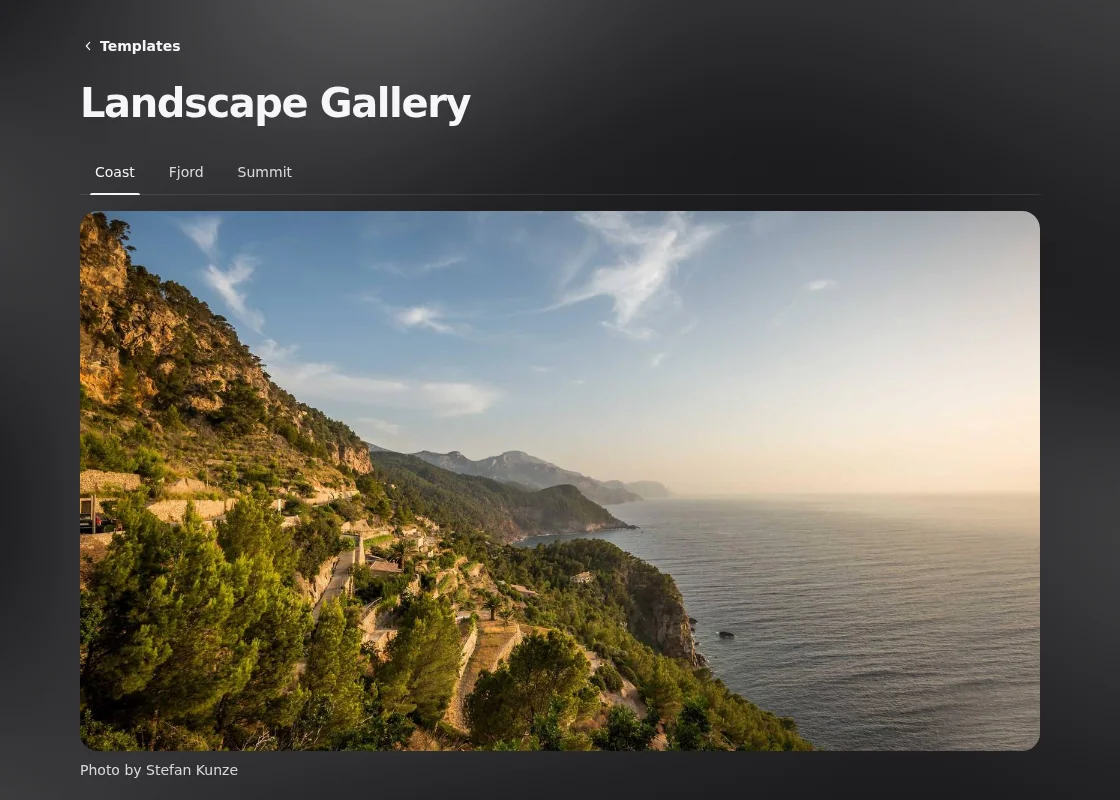 Templates
Landscape Gallery
Coast Fjord Summit
Photo by Stefan Kunze